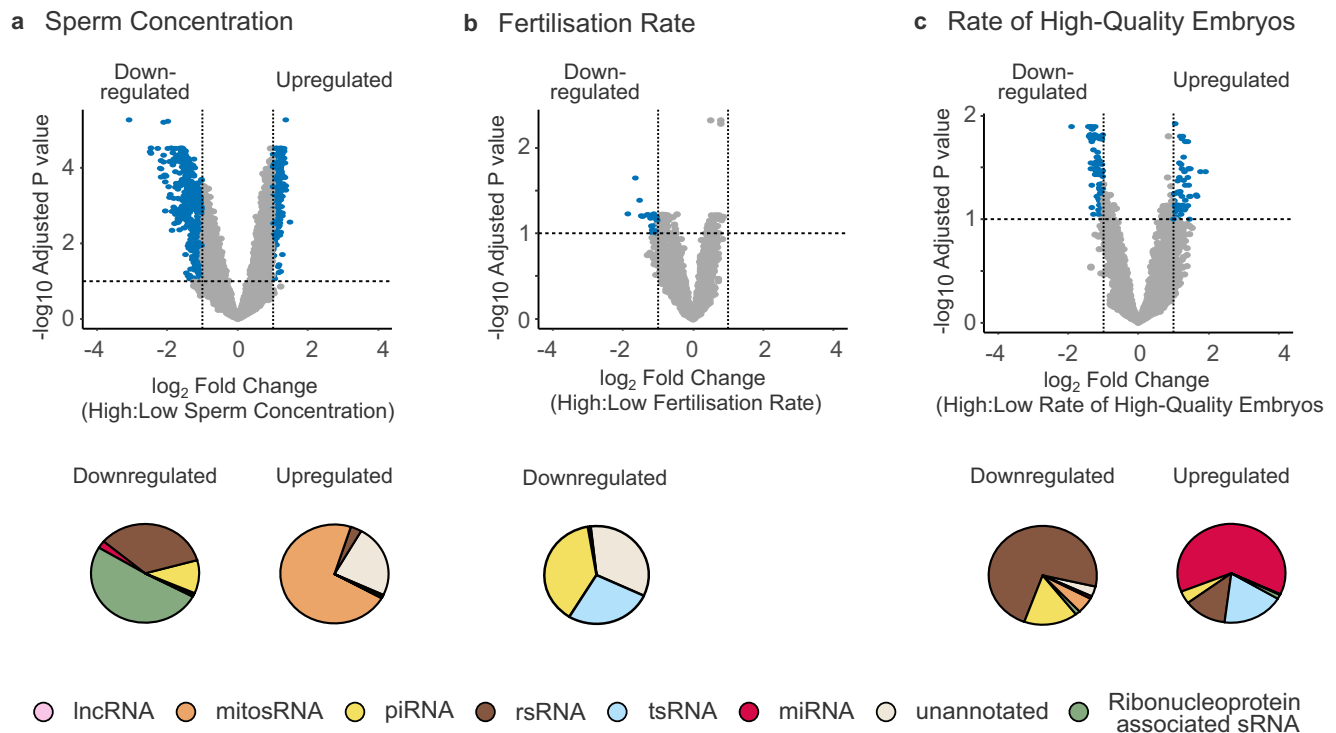 a Sperm Concentration
Down-
regulated
Upregulated
-log10 Adjusted P value
4
2
0
-4
-2
0
2
4
log2 Fold Change
(High:Low Sperm Concentration)
b Fertilisation Rate
Down-
regulated
-log10 Adjusted P value
2
1
0
-4
-2
0
2
4
log2 Fold Change
(High:Low Fertilisation Rate)
c Rate of High-Quality Embryos
Down-
regulated
Upregulated
-log10 Adjusted P value
2
1
0
-4
-2
0
2
4
log2 Fold Change
(High:Low Rate of High-Quality Embryos
Downregulated
Upregulated
Downregulated
Downregulated
Upregulated
lncRNA
mitosRNA
piRNA
rsRNA
tsRNA
miRNA
unannotated
Ribonucleoprotein
associated sRNA